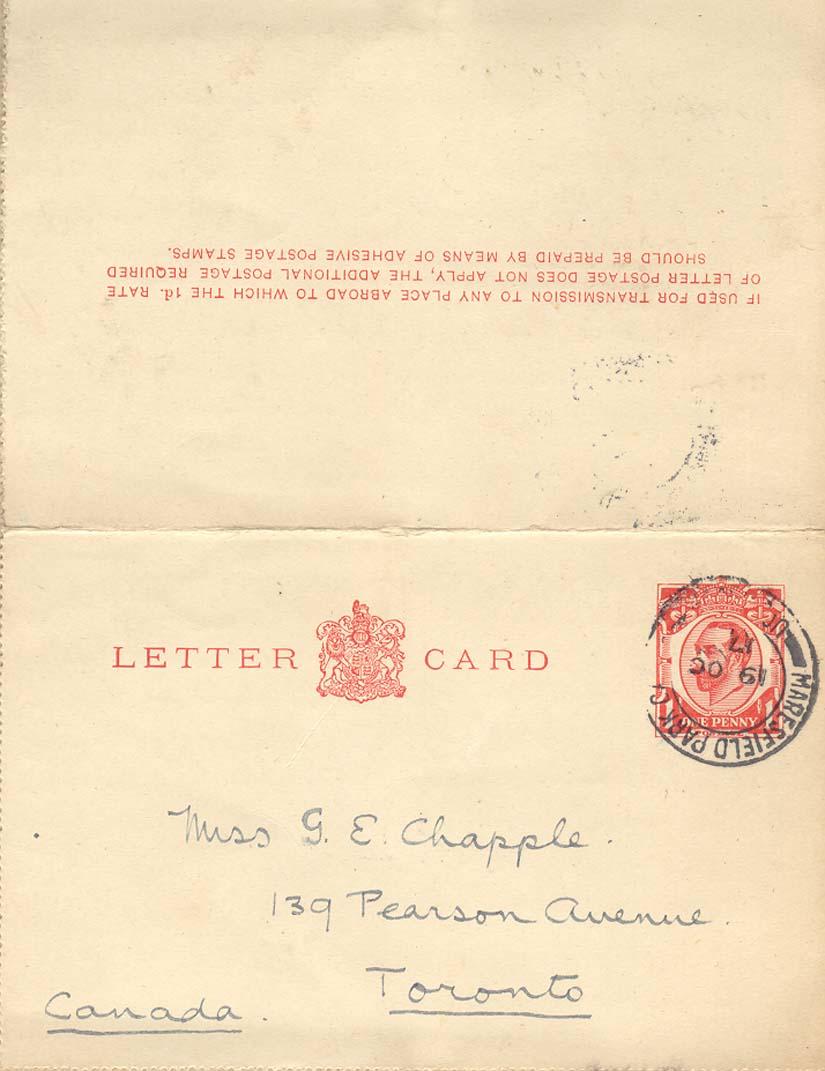 IF USED FOR TRANSMISSION TO ANY PLACE ABROAD TO WHICH THE 1d. RATE
OF LETTER POSTAGE DOES NOT APPLY, THE ADDITIONAL POSTAGE REQUIRED
SHOULD BE PREPAID BY MEANS OF ADHESIVE POSTAGE STAMPS.
LETTER CARD
ONE PENNY
MARESFIELD PARK C
19 OC
17
Miss G. E. Chapple.
139 Pearson Avenue.
Toronto
Canada.